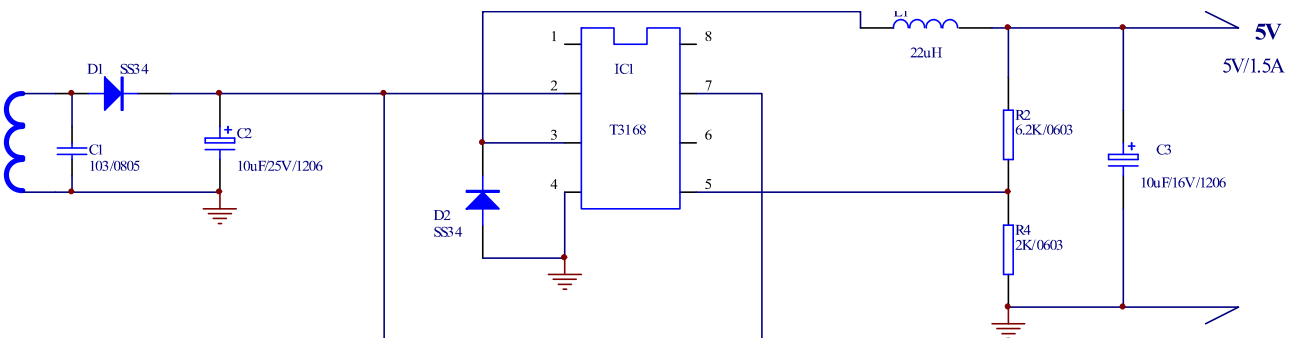 L1
22uH
5V
5V/1.5A
D1 SS34
C1
103/0805
C2
10uF/25V/1206
1
2
3
4
IC1
T3168
8
7
6
5
D2
SS34
R2
6.2K/0603
R4
2K/0603
C3
10uF/16V/1206